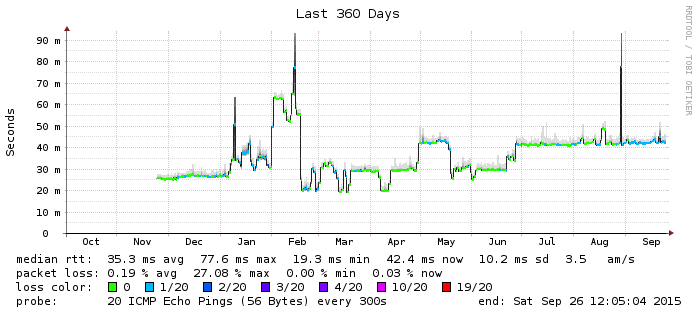 Last 360 Days
RRDTOOL / TOBI OETIKER
Seconds
90 m
80 m
70 m
60 m
50 m
40 m
30 m
20 m
10 m
0
Oct Nov Dec Jan Feb Mar Apr May Jun Jul Aug Sep
median rtt: 35.3 ms avg 77.6 ms max 19.3 ms min 42.4 ms now 10.2 ms sd 3.5 am/s
packet loss: 0.19 % avg 27.08 % max 0.00 % min 0.03 % now
loss color: 0 1/20 2/20 3/20 4/20 10/20 19/20
probe: 20 ICMP Echo Pings (56 Bytes) every 300s end: Sat Sep 26 12:05:04 2015